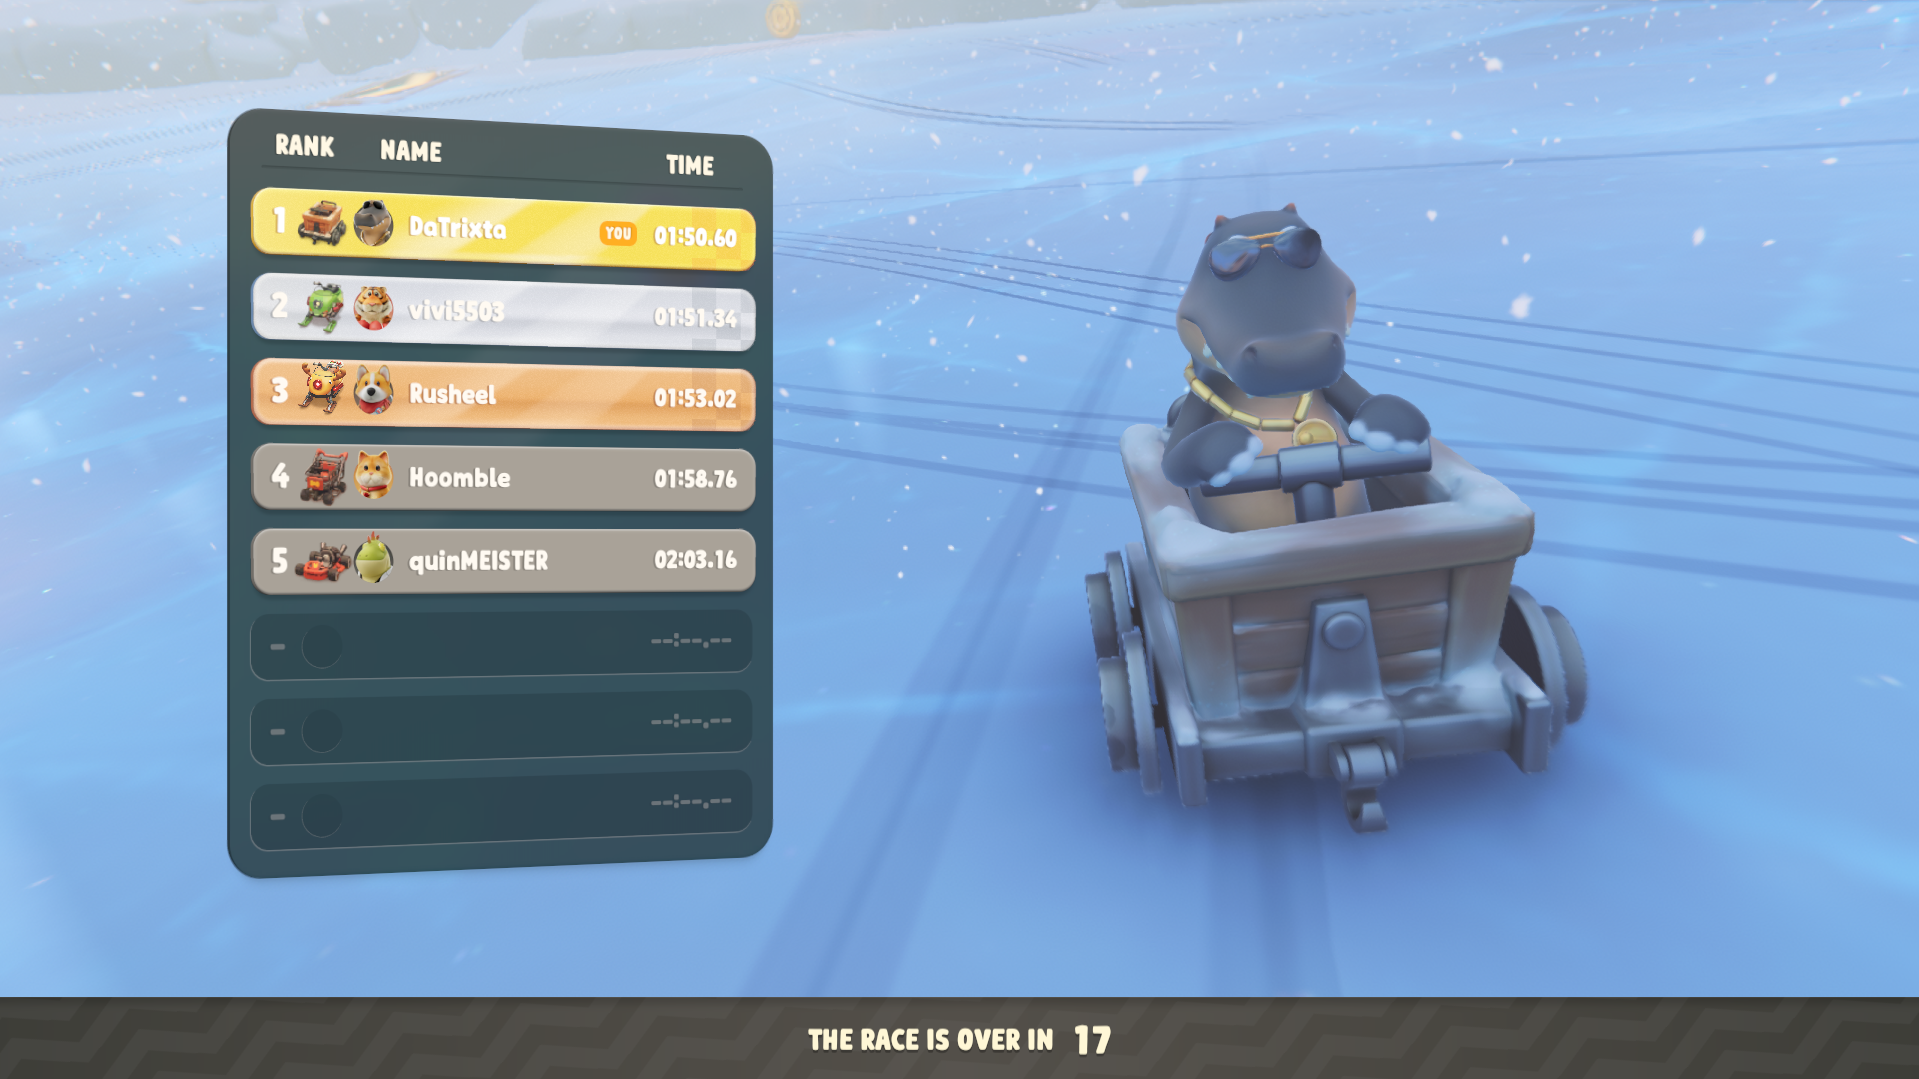 RANK NAME TIME
1 DaTrixta YOU 01:50.60
2 vivi5503 01:51.34
3 Rusheel 01:53.02
4 Hoomble 01:58.76
5 quinMEISTER 02:03.16
- --:--.--
- --:--.--
- --:--.--
THE RACE IS OVER IN 17